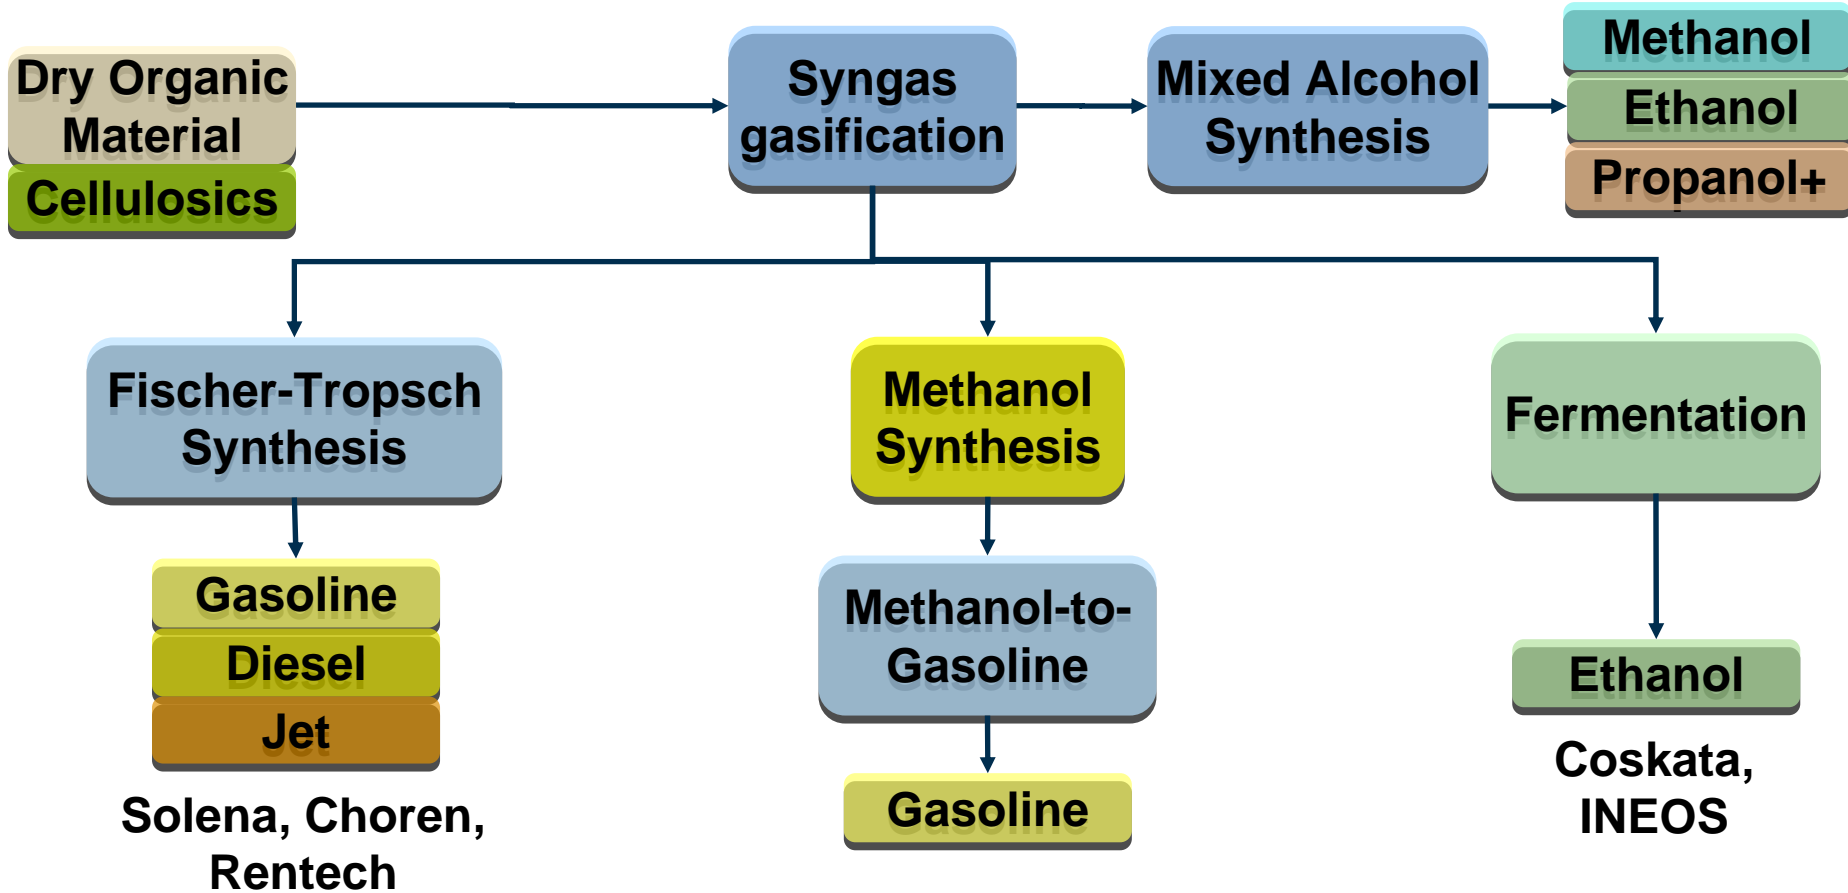 Dry Organic
Material
Cellulosics
Syngas
gasification
Mixed Alcohol
Synthesis
Methanol
Ethanol
Propanol+
Fischer-Tropsch
Synthesis
Gasoline
Diesel
Jet
Solena, Choren,
Rentech
Methanol
Synthesis
Methanol-to-
Gasoline
Gasoline
Fermentation
Ethanol
Coskata,
INEOS